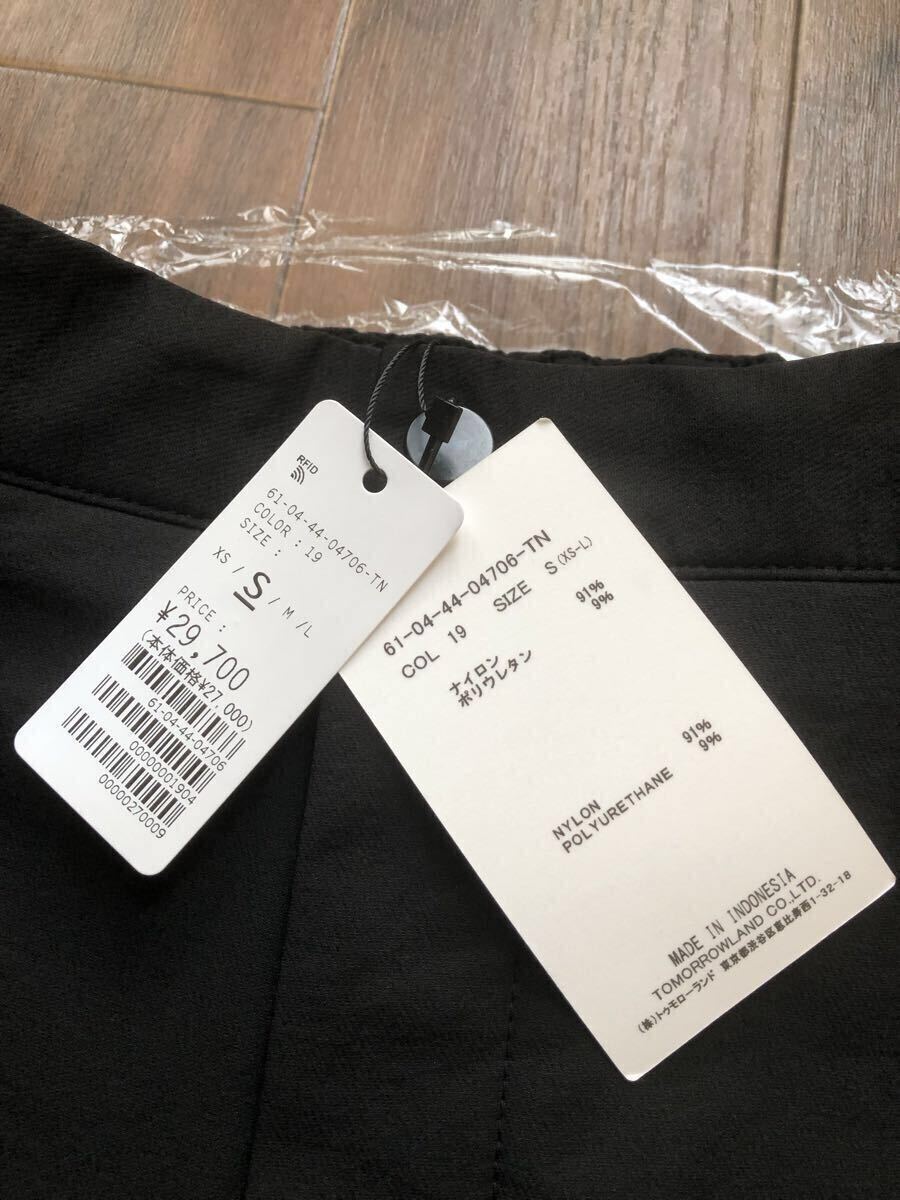 RFID
61-04-44-04706-TN
COLOR : 19
SIZE :
XS / S / M / L
PRICE :
¥29,700
(本体価格¥27,000)
61-04-44-04706
00000001904
00000270009
61-04-44-04706-TN
COL 19 SIZE S (XS-L)
ナイロン 91%
ポリウレタン 9%
NYLON 91%
POLYURETHANE 9%
MADE IN INDONESIA
TOMORROWLAND CO.,LTD.
(株)トゥモローランド 東京都渋谷区恵比寿西1-32-18